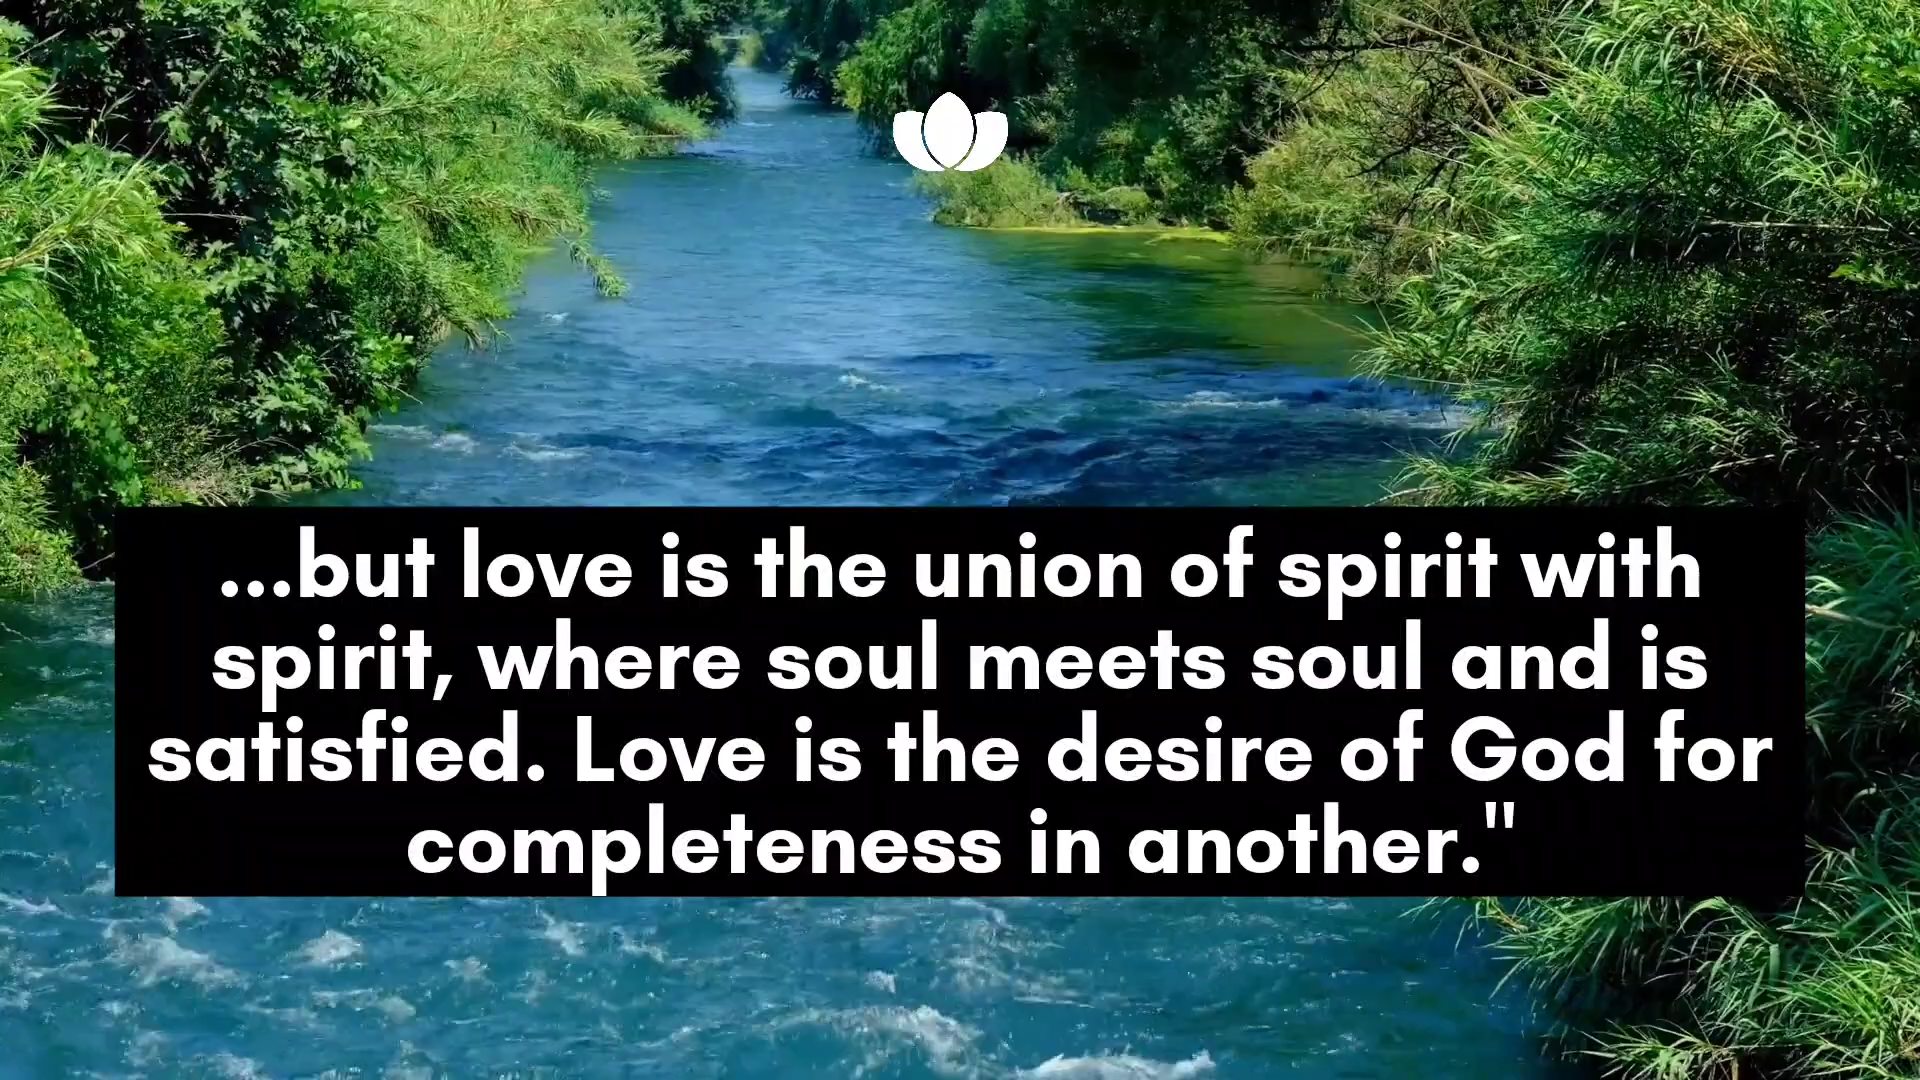 ...but love is the union of spirit with
spirit, where soul meets soul and is
satisfied. Love is the desire of God for
completeness in another."